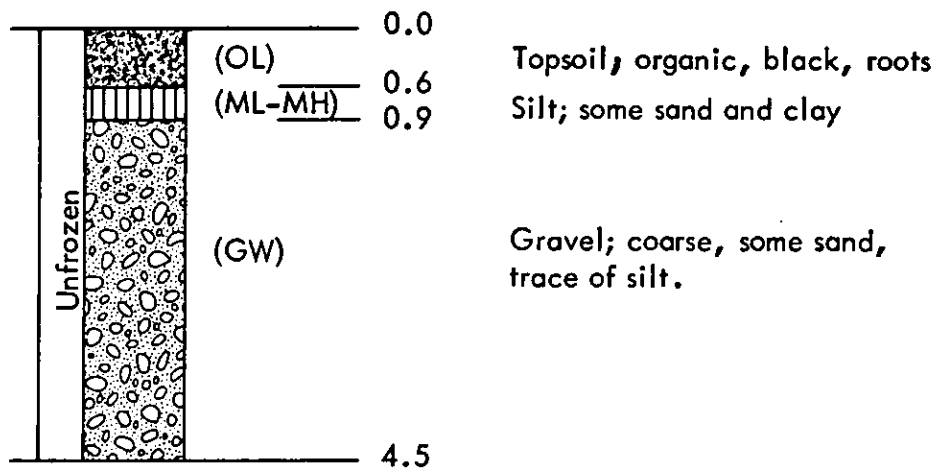 0.0
(OL)
Topsoil; organic, black, roots
0.6
(ML-MH)
Silt; some sand and clay
0.9
Unfrozen
(GW)
Gravel; coarse, some sand,
trace of silt.
4.5